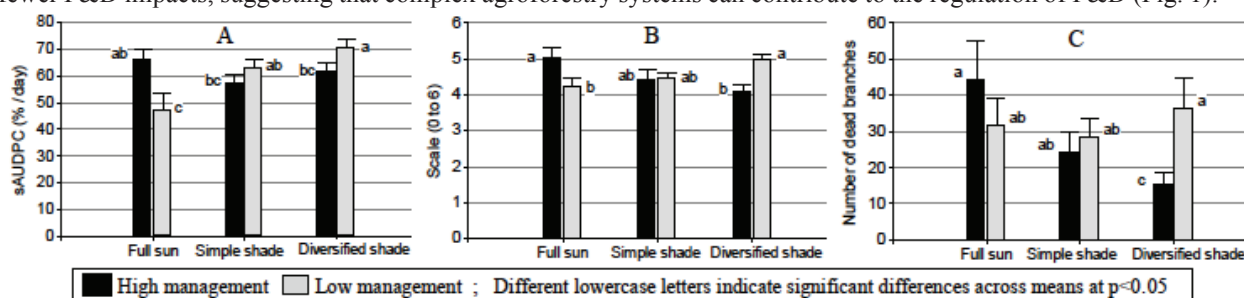 fewer P&D impacts, suggesting that complex agroforestry systems can contribute to the regulation of P&D (Fig. 1).
A
sAUDPC (% / day)
80
70
60
50
40
30
20
10
0
ab
c
bc
ab
bc
a
Full sun
Simple shade
Diversified shade
B
Scale (0 to 6)
6
5
4
3
2
1
0
a
b
ab
ab
b
a
Full sun
Simple shade
Diversified shade
C
Number of dead branches
60
50
40
30
20
10
0
a
ab
ab
ab
c
a
Full sun
Simple shade
Diversified shade
High management Low management ; Different lowercase letters indicate significant differences across means at p<0.05